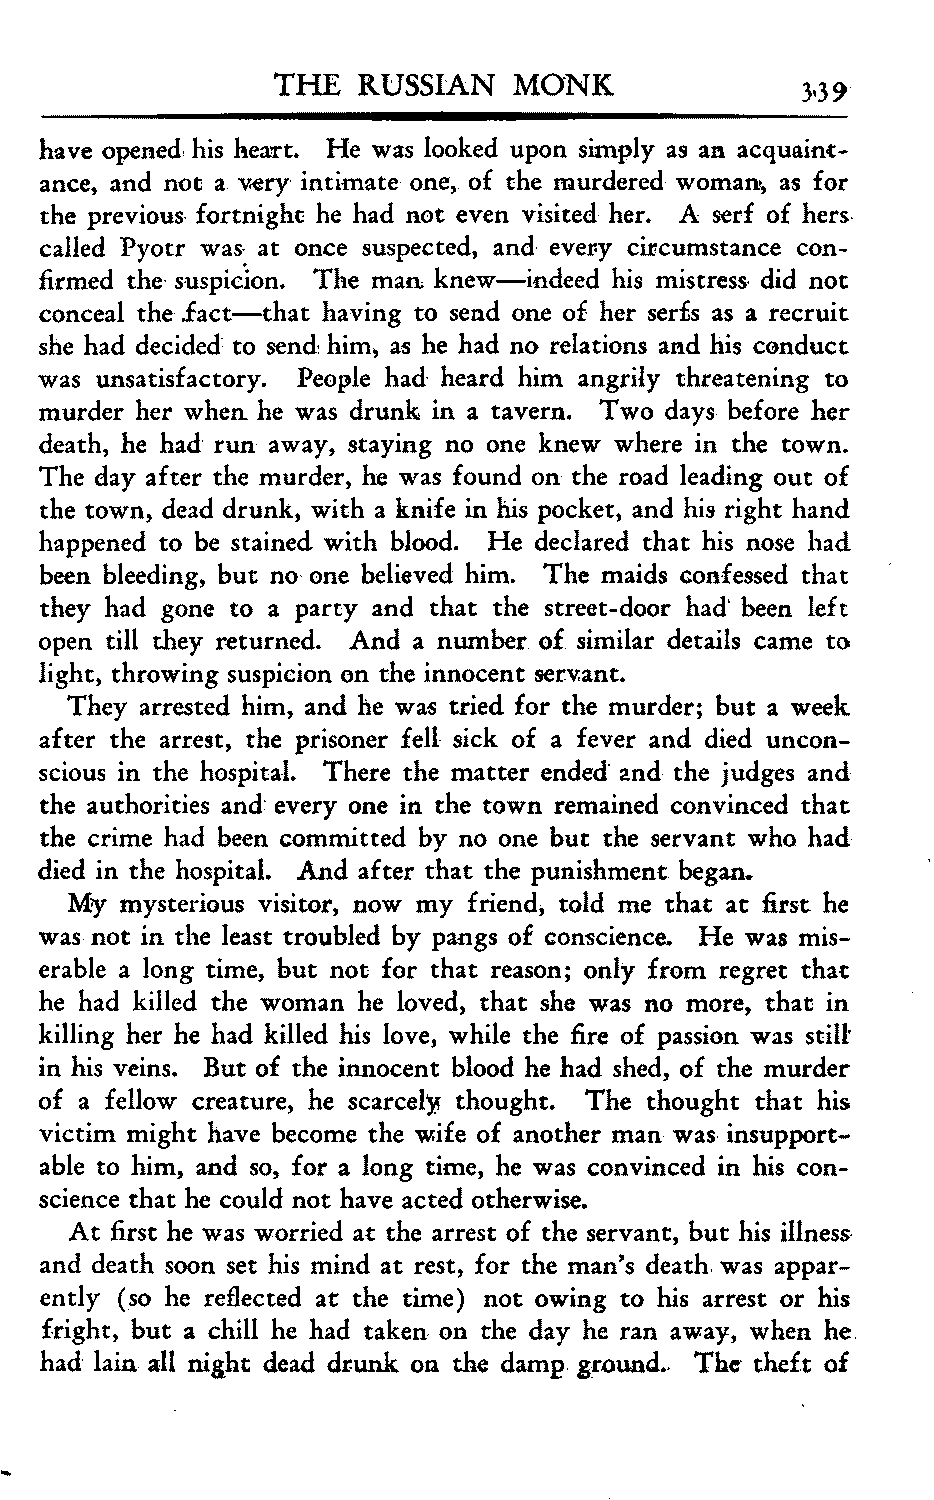 THE RUSSIAN MONK 339
have opened his heart. He was looked upon simply as an acquaint-
ance, and not a very intimate one, of the murdered woman, as for
the previous fortnight he had not even visited her. A serf of hers
called Pyotr was at once suspected, and every circumstance con-
firmed the suspicion. The man knew—indeed his mistress did not
conceal the fact—that having to send one of her serfs as a recruit
she had decided to send him, as he had no relations and his conduct
was unsatisfactory. People had heard him angrily threatening to
murder her when he was drunk in a tavern. Two days before her
death, he had run away, staying no one knew where in the town.
The day after the murder, he was found on the road leading out of
the town, dead drunk, with a knife in his pocket, and his right hand
happened to be stained with blood. He declared that his nose had
been bleeding, but no one believed him. The maids confessed that
they had gone to a party and that the street-door had been left
open till they returned. And a number of similar details came to
light, throwing suspicion on the innocent servant.
They arrested him, and he was tried for the murder; but a week
after the arrest, the prisoner fell sick of a fever and died uncon-
scious in the hospital. There the matter ended and the judges and
the authorities and every one in the town remained convinced that
the crime had been committed by no one but the servant who had
died in the hospital. And after that the punishment began.
My mysterious visitor, now my friend, told me that at first he
was not in the least troubled by pangs of conscience. He was mis-
erable a long time, but not for that reason; only from regret that
he had killed the woman he loved, that she was no more, that in
killing her he had killed his love, while the fire of passion was still
in his veins. But of the innocent blood he had shed, of the murder
of a fellow creature, he scarcely thought. The thought that his
victim might have become the wife of another man was insupport-
able to him, and so, for a long time, he was convinced in his con-
science that he could not have acted otherwise.
At first he was worried at the arrest of the servant, but his illness
and death soon set his mind at rest, for the man's death was appar-
ently (so he reflected at the time) not owing to his arrest or his
fright, but a chill he had taken on the day he ran away, when he
had lain all night dead drunk on the damp ground. The theft of